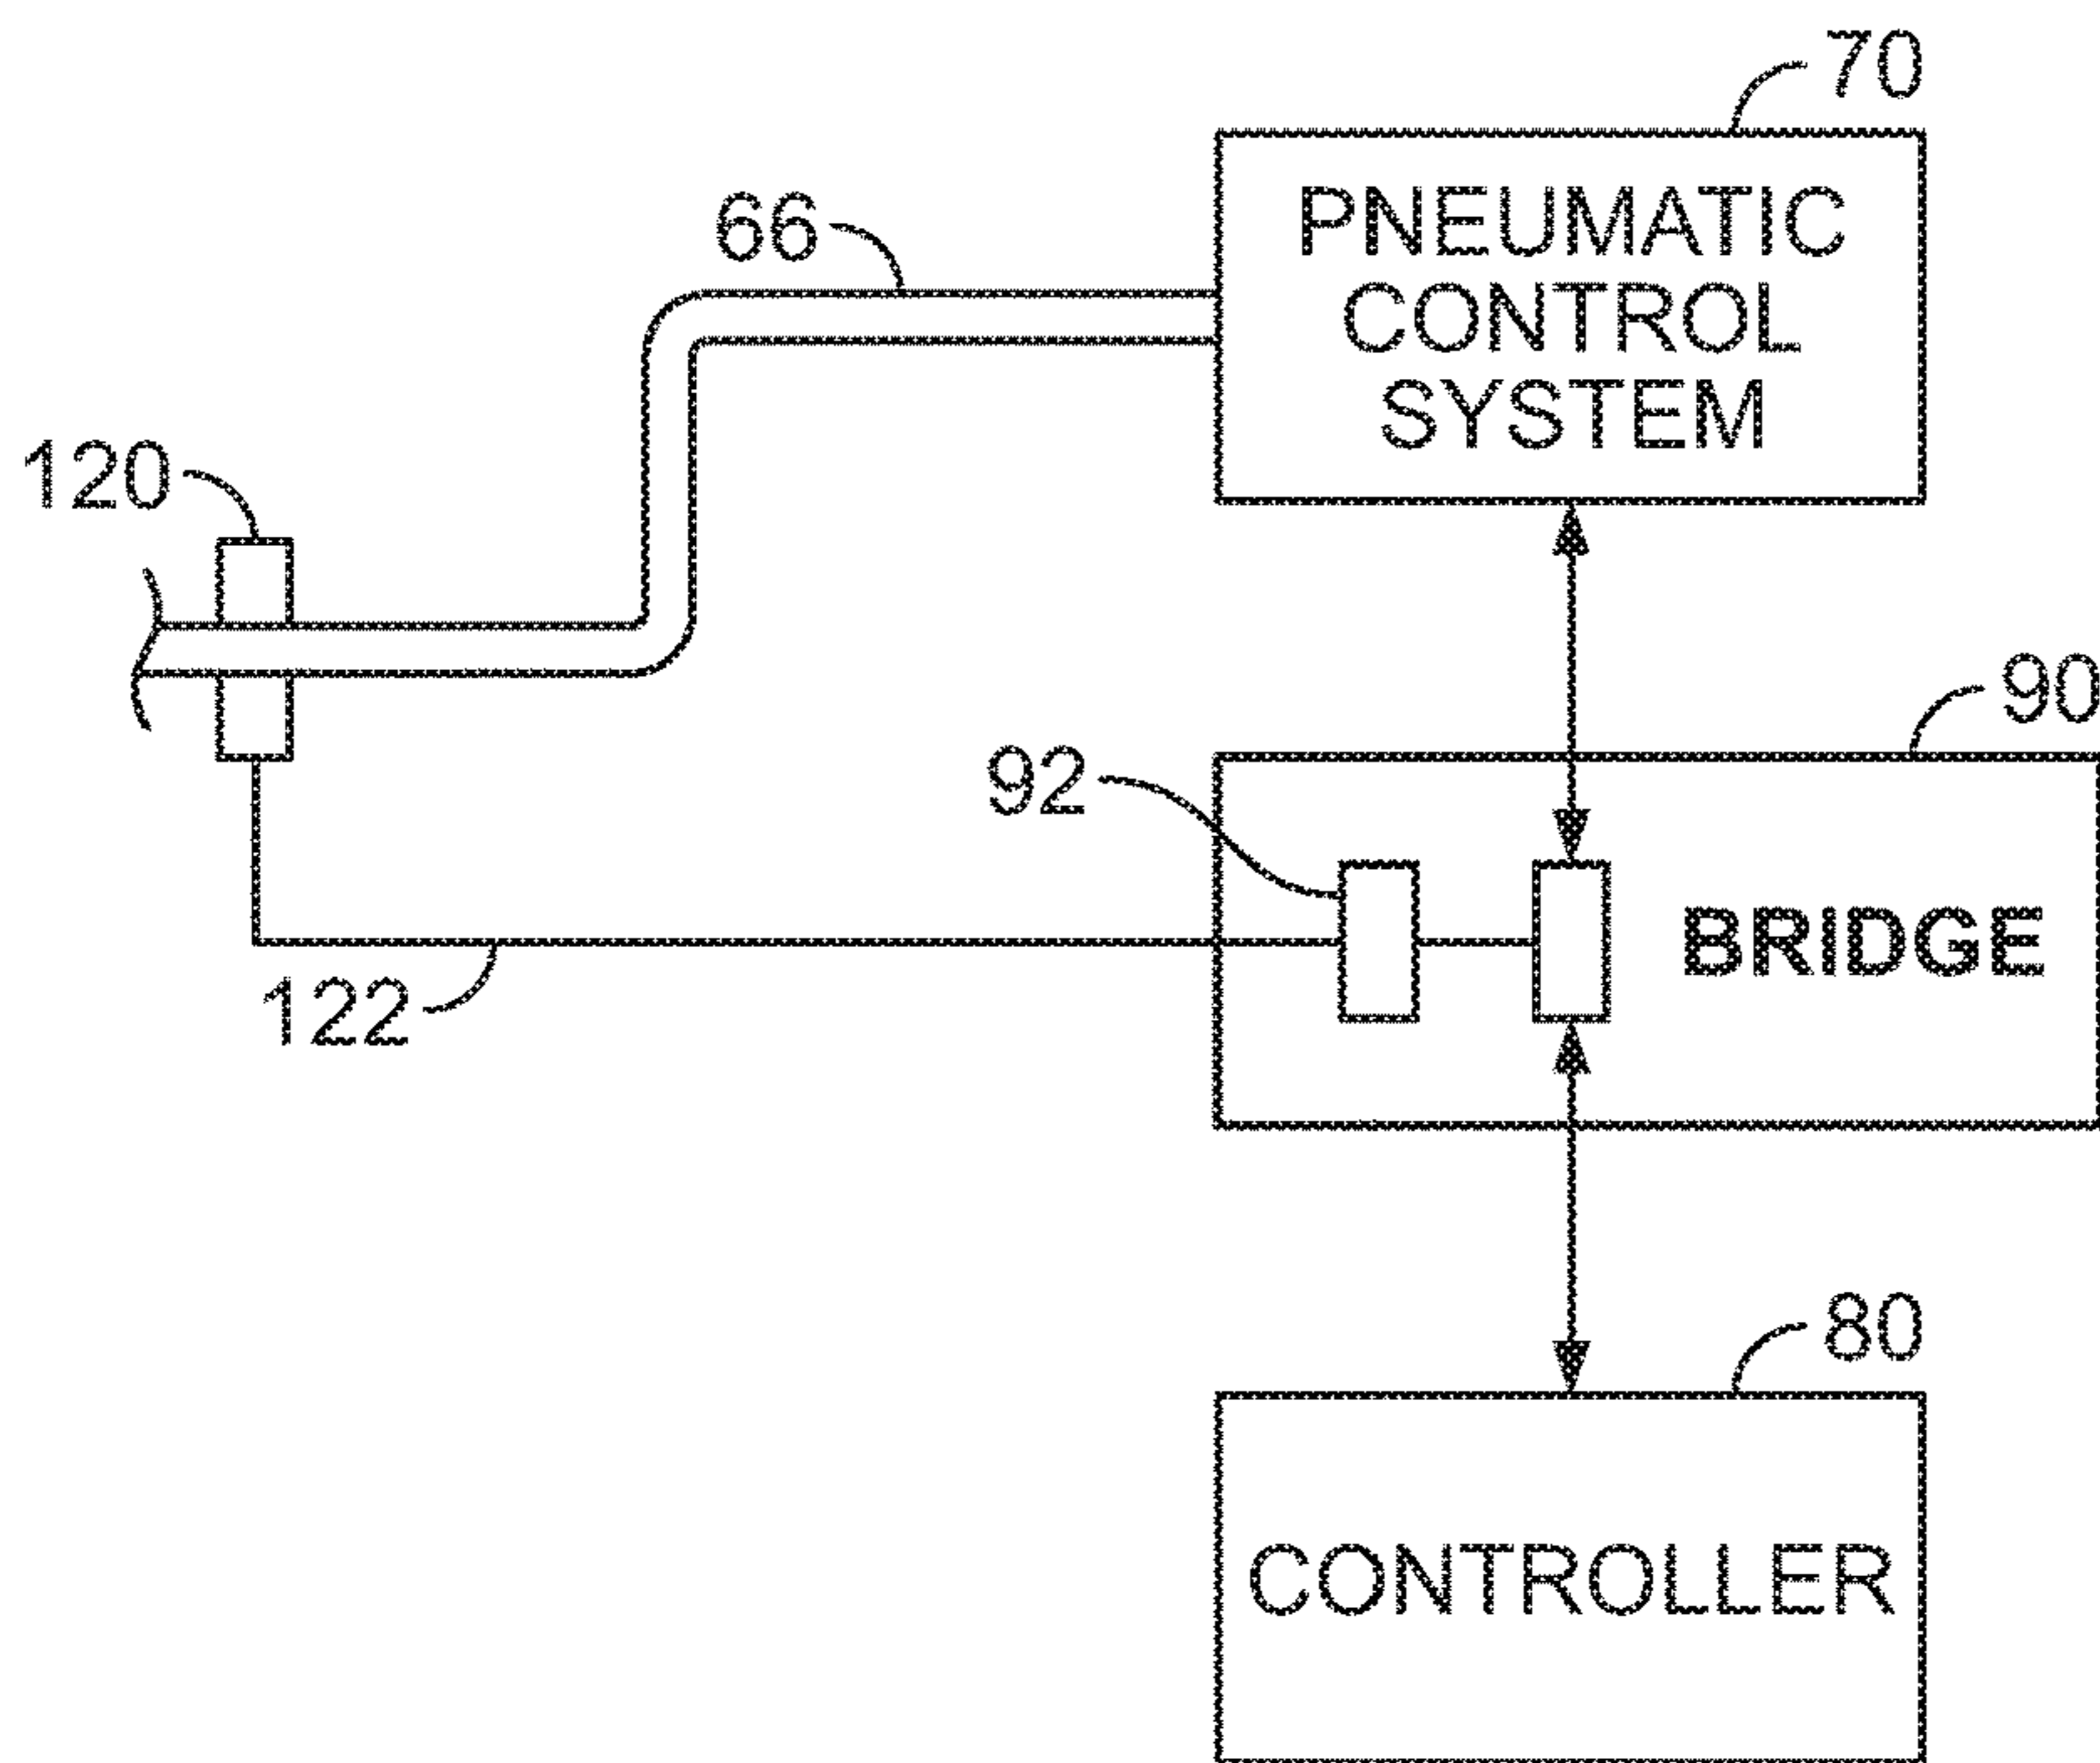 70
66
PNEUMATIC
CONTROL
SYSTEM
120
90
92
BRIDGE
122
80
CONTROLLER